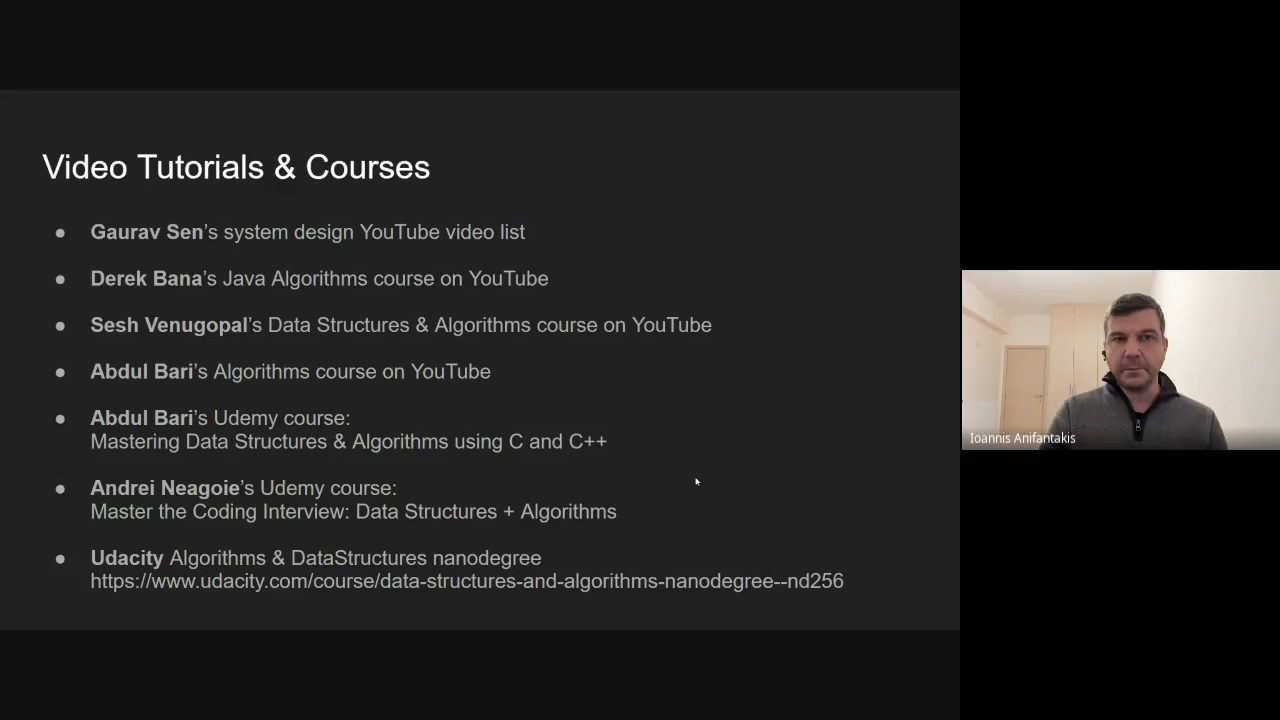 Video Tutorials & Courses
● Gaurav Sen’s system design YouTube video list
● Derek Bana’s Java Algorithms course on YouTube
● Sesh Venugopal’s Data Structures & Algorithms course on YouTube
● Abdul Bari’s Algorithms course on YouTube
● Abdul Bari’s Udemy course:
Mastering Data Structures & Algorithms using C and C++
● Andrei Neagoie’s Udemy course:
Master the Coding Interview: Data Structures + Algorithms
● Udacity Algorithms & DataStructures nanodegree
https://www.udacity.com/course/data-structures-and-algorithms-nanodegree--nd256
Ioannis Anifantakis